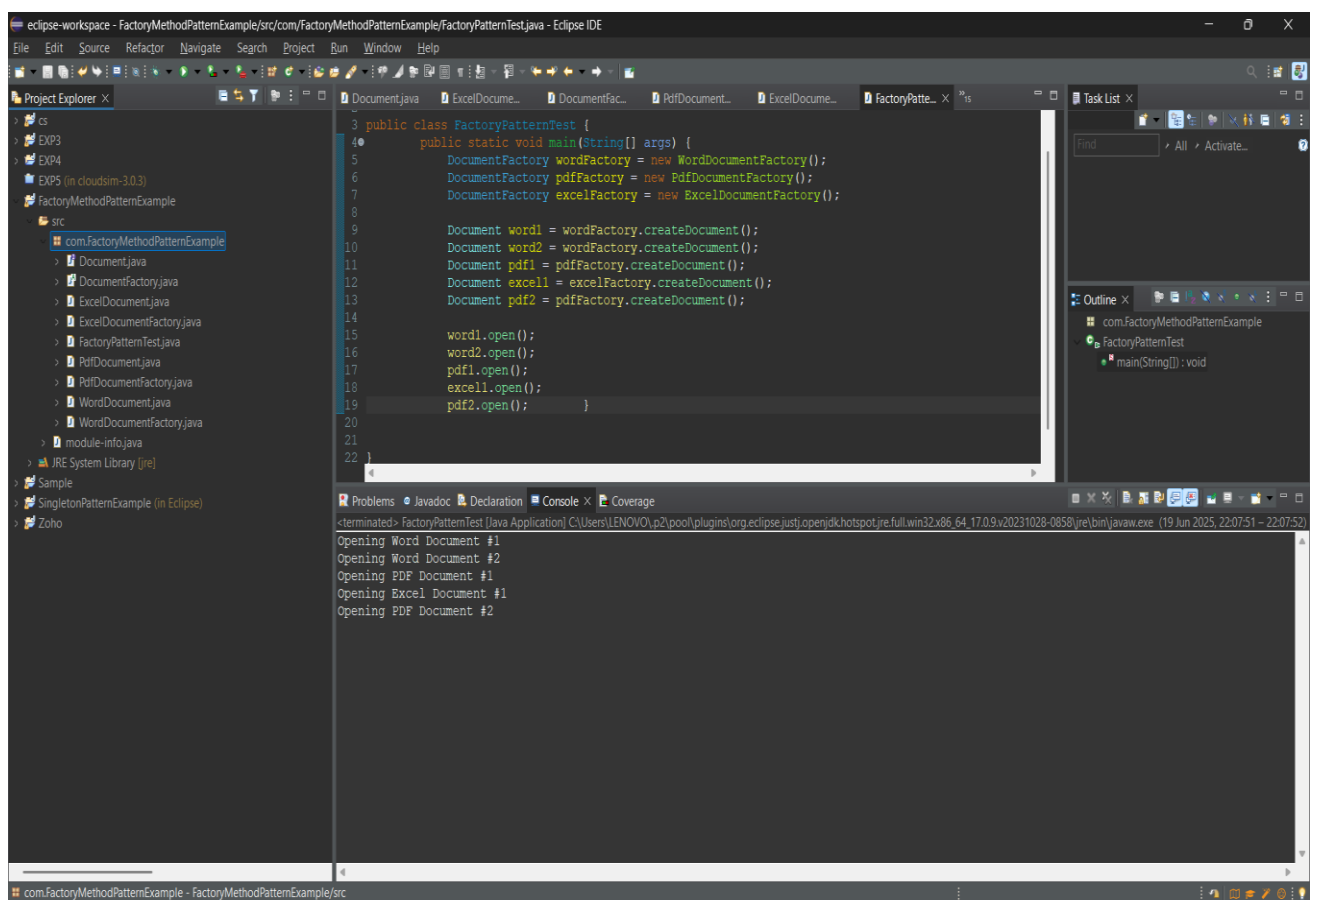 eclipse-workspace - FactoryMethodPatternExample/src/com/FactoryMethodPatternExample/FactoryPatternTest.java - Eclipse IDE
File Edit Source Refactor Navigate Search Project Run Window Help
Project Explorer
cs
EXP3
EXP4
EXP5 (in cloudsim-3.0.3)
FactoryMethodPatternExample
src
com.FactoryMethodPatternExample
Document.java
DocumentFactory.java
ExcelDocument.java
ExcelDocumentFactory.java
FactoryPatternTest.java
PdfDocument.java
PdfDocumentFactory.java
WordDocument.java
WordDocumentFactory.java
module-info.java
JRE System Library [jre]
Sample
SingletonPatternExample (in Eclipse)
Zoho
Document.java ExcelDocume... DocumentFac... PdfDocument... ExcelDocume... FactoryPatte... »15
3 public class FactoryPatternTest {
4 public static void main(String[] args) {
5 DocumentFactory wordFactory = new WordDocumentFactory();
6 DocumentFactory pdfFactory = new PdfDocumentFactory();
7 DocumentFactory excelFactory = new ExcelDocumentFactory();
8
9 Document word1 = wordFactory.createDocument();
10 Document word2 = wordFactory.createDocument();
11 Document pdf1 = pdfFactory.createDocument();
12 Document excel1 = excelFactory.createDocument();
13 Document pdf2 = pdfFactory.createDocument();
14
15 word1.open();
16 word2.open();
17 pdf1.open();
18 excel1.open();
19 pdf2.open(); }
20
21
22 }
Task List
Find All Activate...
Outline
com.FactoryMethodPatternExample
FactoryPatternTest
main(String[]) : void
Problems Javadoc Declaration Console Coverage
<terminated> FactoryPatternTest [Java Application] C:\Users\LENOVO\.p2\pool\plugins\org.eclipse.justj.openjdk.hotspot.jre.full.win32.x86_64_17.0.9.v20231028-0858\jre\bin\javaw.exe (19 Jun 2025, 22:07:51 – 22:07:52)
Opening Word Document #1
Opening Word Document #2
Opening PDF Document #1
Opening Excel Document #1
Opening PDF Document #2
com.FactoryMethodPatternExample - FactoryMethodPatternExample/src